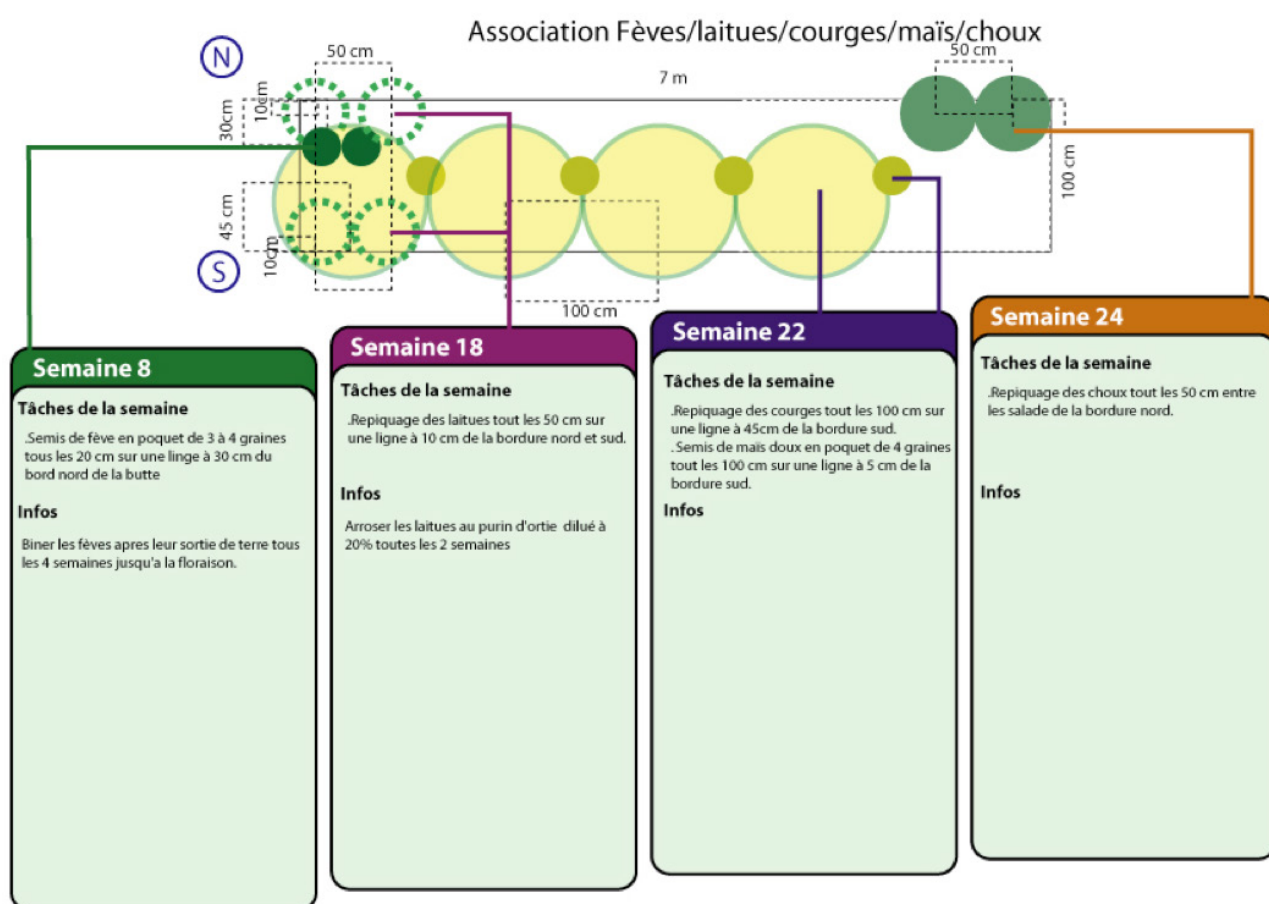 Association Fèves/laitues/courges/maïs/choux
N
50 cm
50 cm
7 m
10cm
30cm
100 cm
45 cm
10cm
S
100 cm
Semaine 8
Tâches de la semaine
.Semis de fève en poquet de 3 à 4 graines
tous les 20 cm sur une linge à 30 cm du
bord nord de la butte
Infos
Biner les fèves apres leur sortie de terre tous
les 4 semaines jusqu'a la floraison.
Semaine 18
Tâches de la semaine
.Repiquage des laitues tout les 50 cm sur
une ligne à 10 cm de la bordure nord et sud.
Infos
Arroser les laitues au purin d'ortie dilué à
20% toutes les 2 semaines
Semaine 22
Tâches de la semaine
.Repiquage des courges tout les 100 cm sur
une ligne à 45cm de la bordure sud.
.Semis de maïs doux en poquet de 4 graines
tout les 100 cm sur une ligne à 5 cm de la
bordure sud.
Infos
Semaine 24
Tâches de la semaine
.Repiquage des choux tout les 50 cm entre
les salade de la bordure nord.
Infos